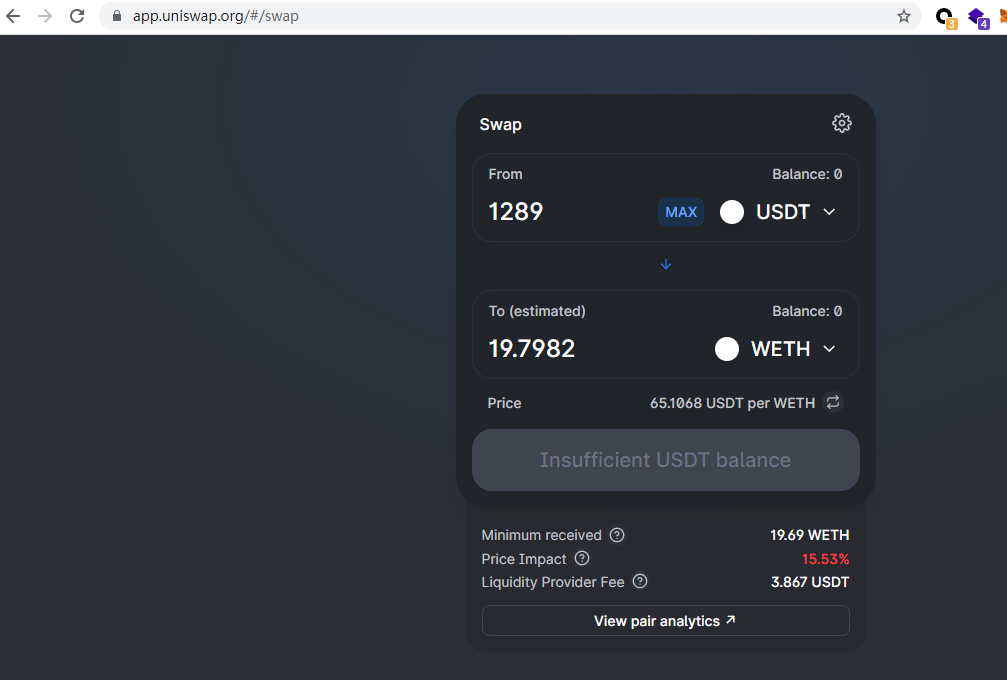 app.uniswap.org/#/swap
3 4
Swap
From Balance: 0
1289 MAX USDT
To (estimated) Balance: 0
19.7982 WETH
Price 65.1068 USDT per WETH
Insufficient USDT balance
Minimum received ? 19.69 WETH
Price Impact ? 15.53%
Liquidity Provider Fee ? 3.867 USDT
View pair analytics ↗